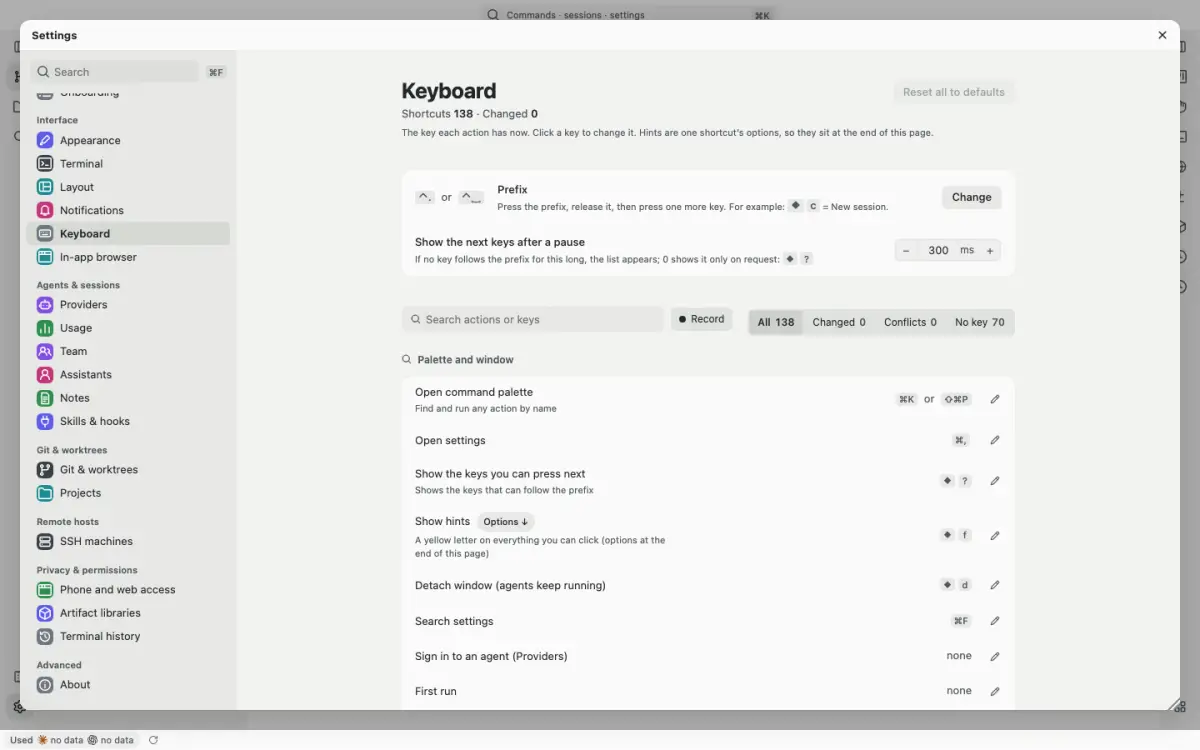 Commands · sessions · settings
⌘K
Settings
Search
⌘F
Onboarding
Interface
Appearance
Terminal
Layout
Notifications
Keyboard
In-app browser
Agents & sessions
Providers
Usage
Team
Assistants
Notes
Skills & hooks
Git & worktrees
Git & worktrees
Projects
Remote hosts
SSH machines
Privacy & permissions
Phone and web access
Artifact libraries
Terminal history
Advanced
About
Keyboard
Reset all to defaults
Shortcuts 138 · Changed 0
The key each action has now. Click a key to change it. Hints are one shortcut's options, so they sit at the end of this page.
^. or ^⎵
Prefix
Press the prefix, release it, then press one more key. For example: ◆ c = New session.
Change
Show the next keys after a pause
If no key follows the prefix for this long, the list appears; 0 shows it only on request: ◆ ?
− 300 ms +
Search actions or keys
Record
All 138 Changed 0 Conflicts 0 No key 70
Palette and window
Open command palette
Find and run any action by name
⌘K or ⇧⌘P
Open settings
⌘,
Show the keys you can press next
Shows the keys that can follow the prefix
◆ ?
Show hints Options ↓
A yellow letter on everything you can click (options at the
end of this page)
◆ f
Detach window (agents keep running)
◆ d
Search settings
⌘F
Sign in to an agent (Providers)
none
First run
none
Used no data no data